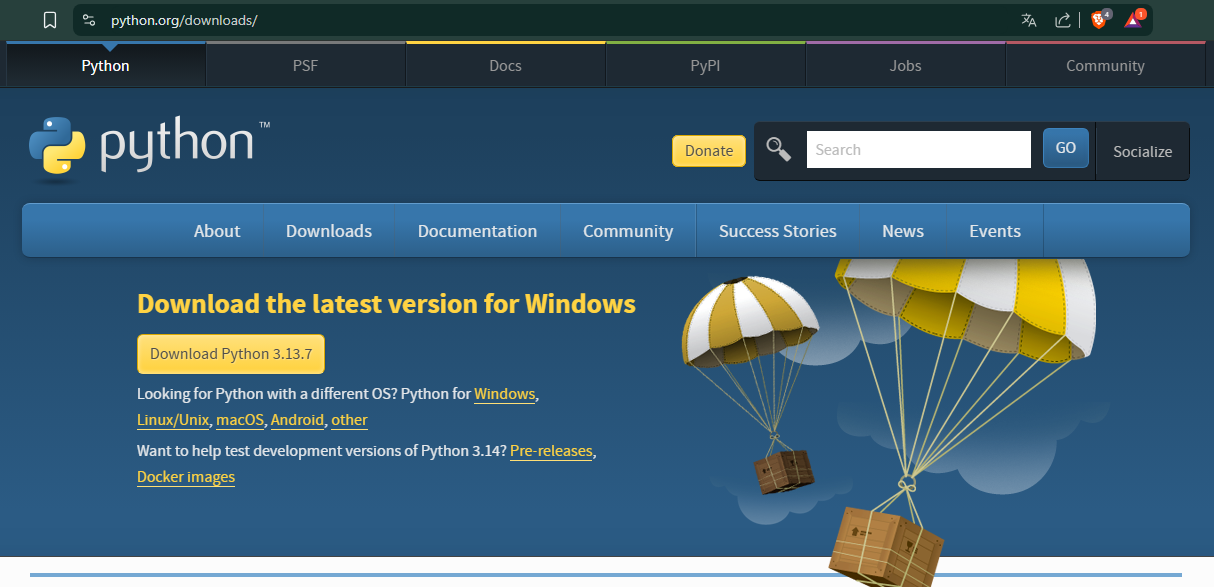 python.org/downloads/
4
1
Python PSF Docs PyPI Jobs Community
python™
Donate Search GO Socialize
About Downloads Documentation Community Success Stories News Events
Download the latest version for Windows
Download Python 3.13.7
Looking for Python with a different OS? Python for Windows,
Linux/Unix, macOS, Android, other
Want to help test development versions of Python 3.14? Pre-releases,
Docker images